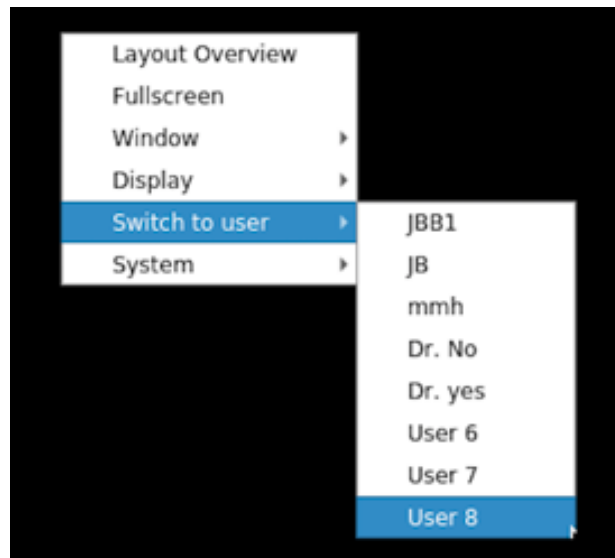 Layout Overview
Fullscreen
Window
Display
Switch to user
System
JBB1
JB
mmh
Dr. No
Dr. yes
User 6
User 7
User 8